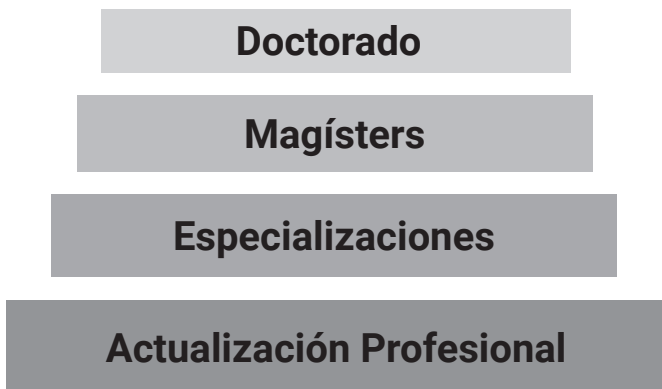 Doctorado
Magísters
Especializaciones
Actualización Profesional